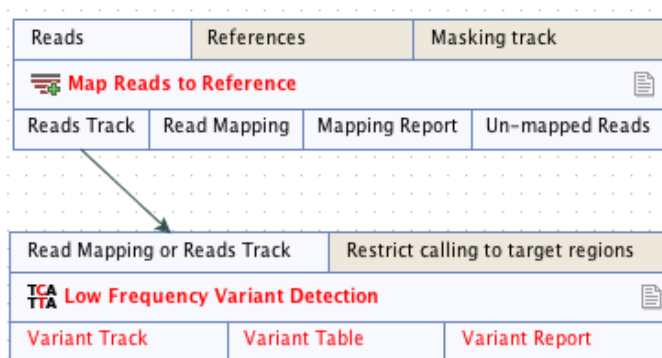 Reads References Masking track
Map Reads to Reference
Reads Track Read Mapping Mapping Report Un-mapped Reads
Read Mapping or Reads Track Restrict calling to target regions
TCA
TTA Low Frequency Variant Detection
Variant Track Variant Table Variant Report